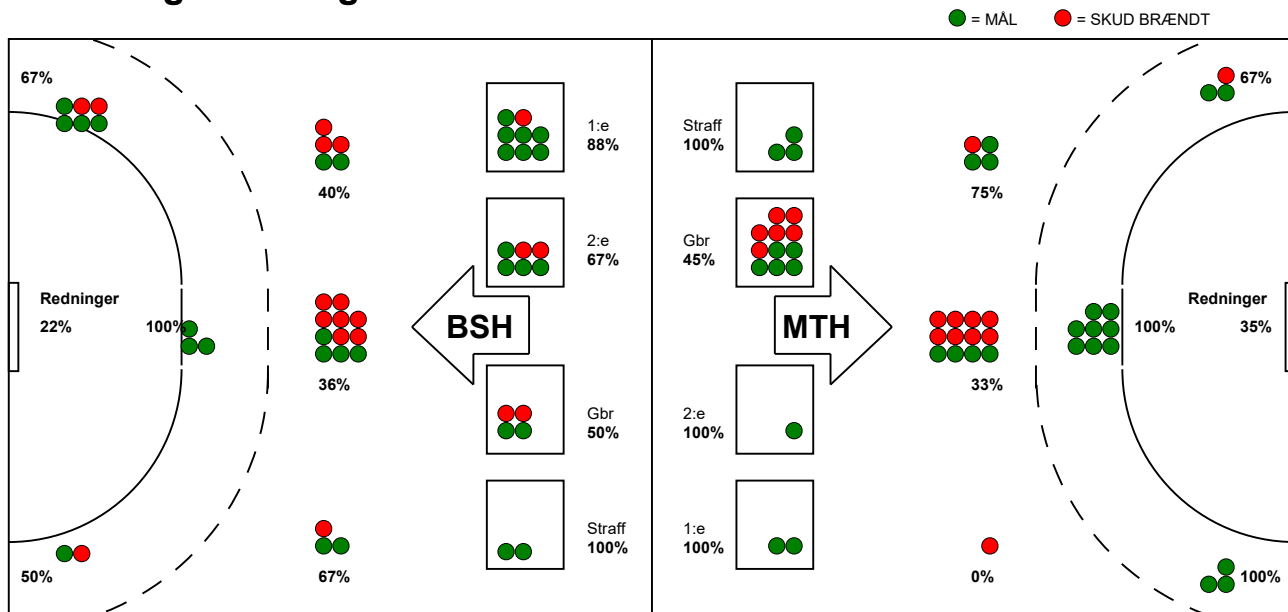 = MÅL = SKUD BRÆNDT
67%
40%
1:e
88%
2:e
67%
Redninger
22%
100%
BSH
36%
Gbr
50%
Straff
100%
50%
67%
Straff
100%
75%
67%
Gbr
45%
MTH
100%
Redninger
35%
33%
2:e
100%
1:e
100%
0%
100%